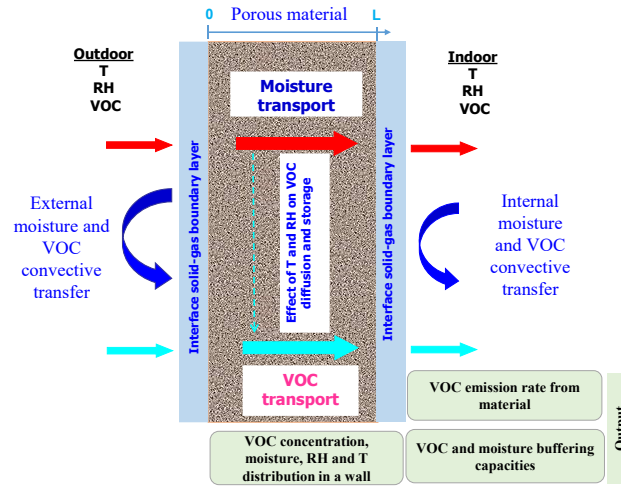 0
Porous material
L
Outdoor
T
RH
VOC
Indoor
T
RH
VOC
Moisture
transport
External
moisture and
VOC
convective
transfer
Interface solid-gas boundary layer
Effect of T and RH on VOC
diffusion and storage
Interface solid-gas boundary layer
Internal
moisture
and VOC
convective
transfer
VOC
transport
VOC emission rate from
material
VOC concentration,
moisture, RH and T
distribution in a wall
VOC and moisture buffering
capacities
Output